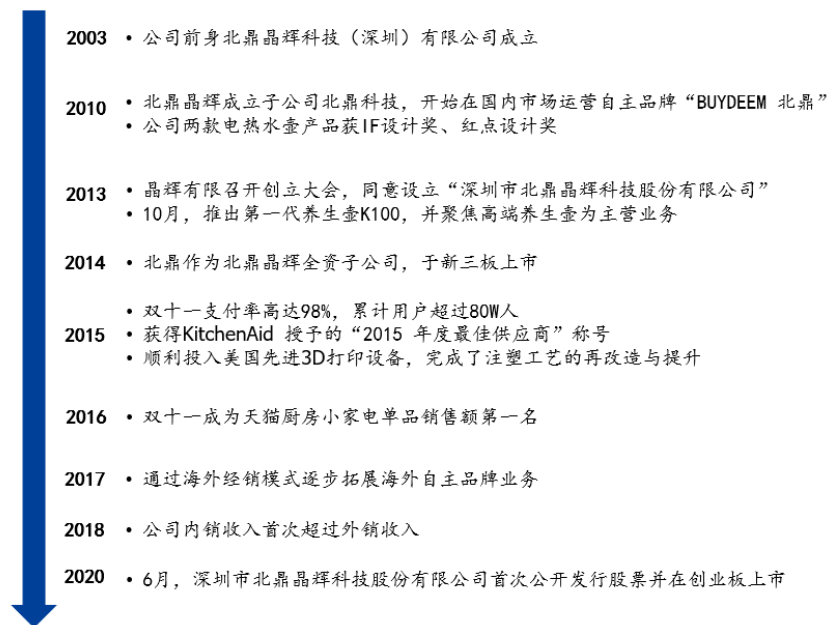 2003 • 公司前身北鼎晶辉科技（深圳）有限公司成立
2010 • 北鼎晶辉成立子公司北鼎科技，开始在国内市场运营自主品牌“BUYDEEM 北鼎”
• 公司两款电热水壶产品获IF设计奖、红点设计奖
2013 • 晶辉有限召开创立大会，同意设立“深圳市北鼎晶辉科技股份有限公司”
• 10月，推出第一代养生壶K100，并聚焦高端养生壶为主营业务
2014 • 北鼎作为北鼎晶辉全资子公司，于新三板上市
• 双十一支付率高达98%，累计用户超过80W人
2015 • 获得KitchenAid 授予的“2015 年度最佳供应商”称号
• 顺利投入美国先进3D打印设备，完成了注塑工艺的再改造与提升
2016 • 双十一成为天猫厨房小家电单品销售额第一名
2017 • 通过海外经销模式逐步拓展海外自主品牌业务
2018 • 公司内销收入首次超过外销收入
2020 • 6月，深圳市北鼎晶辉科技股份有限公司首次公开发行股票并在创业板上市